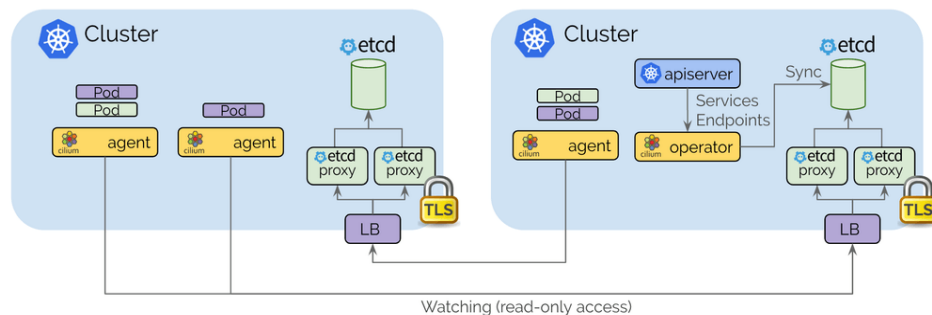 Cluster
etcd
Pod
Pod
Pod
cilium
agent
cilium
agent
etcd
proxy
etcd
proxy
TLS
LB
Cluster
etcd
apiserver
Sync
Services
Endpoints
Pod
Pod
cilium
agent
cilium
operator
etcd
proxy
etcd
proxy
TLS
LB
Watching (read-only access)